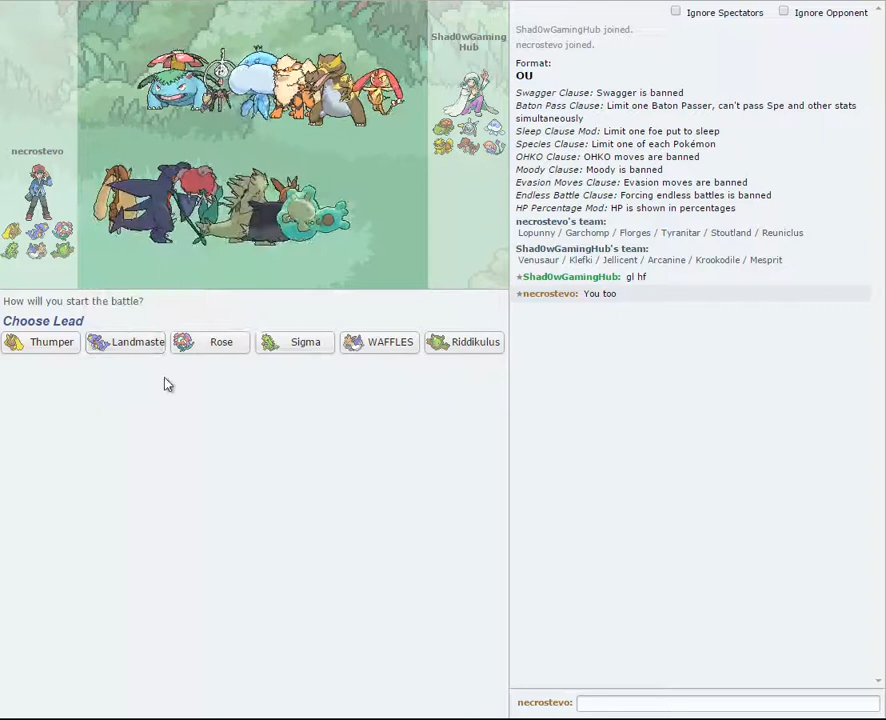 Ignore Spectators
Ignore Opponent
Shad0wGamingHub joined.
necrostevo joined.
Format:
OU
Swagger Clause: Swagger is banned
Baton Pass Clause: Limit one Baton Passer, can't pass Spe and other stats
simultaneously
Sleep Clause Mod: Limit one foe put to sleep
Species Clause: Limit one of each Pokémon
OHKO Clause: OHKO moves are banned
Moody Clause: Moody is banned
Evasion Moves Clause: Evasion moves are banned
Endless Battle Clause: Forcing endless battles is banned
HP Percentage Mod: HP is shown in percentages
necrostevo's team:
Lopunny / Garchomp / Florges / Tyranitar / Stoutland / Reuniclus
Shad0wGamingHub's team:
Venusaur / Klefki / Jellicent / Arcanine / Krookodile / Mesprit
★Shad0wGamingHub: gl hf
★necrostevo: You too
Shad0wGaming
Hub
necrostevo
How will you start the battle?
Choose Lead
Thumper
Landmaste
Rose
Sigma
WAFFLES
Riddikulus
necrostevo: